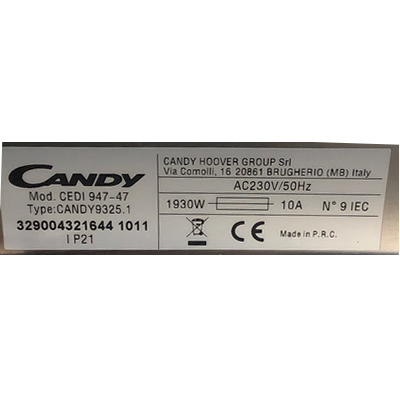 CANDY
Mod. CEDI 947-47
Type:CANDY9325.1
329004321644 1011
I P21
CANDY HOOVER GROUP Srl
Via Comolli, 16 20861 BRUGHERIO (MB) Italy
AC230V/50Hz
1930W 10A N° 9 IEC
CE Made in P.R.C.